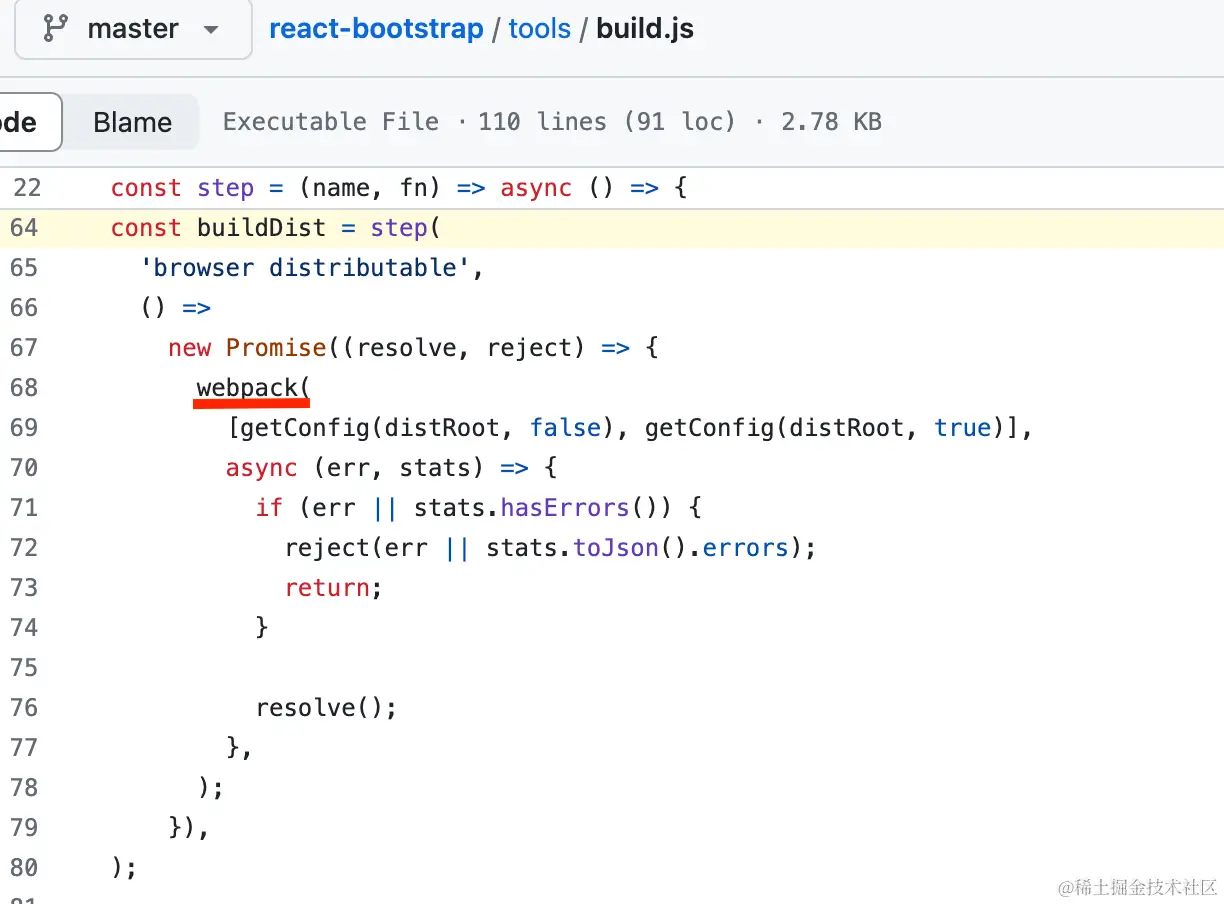 master react-bootstrap / tools / build.js
de Blame Executable File · 110 lines (91 loc) · 2.78 KB
22 const step = (name, fn) => async () => {
64 const buildDist = step(
65 'browser distributable',
66 () =>
67 new Promise((resolve, reject) => {
68 webpack(
69 [getConfig(distRoot, false), getConfig(distRoot, true)],
70 async (err, stats) => {
71 if (err || stats.hasErrors()) {
72 reject(err || stats.toJson().errors);
73 return;
74 }
75
76 resolve();
77 },
78 );
79 }),
80 );
@稀土掘金技术社区